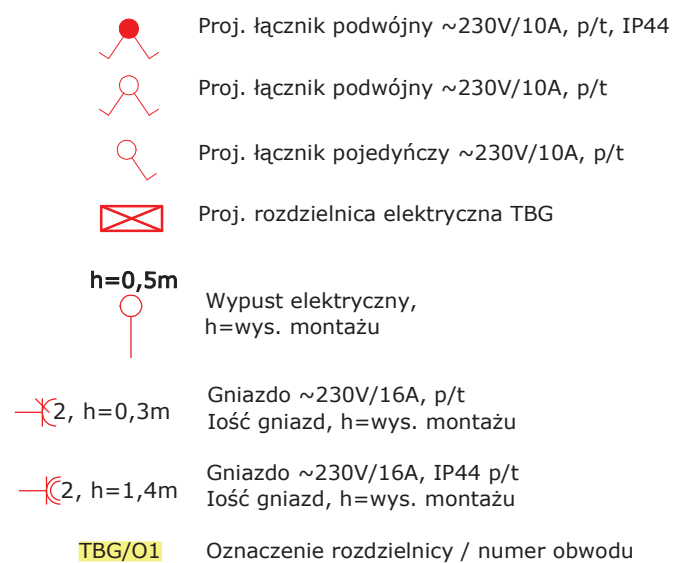 Proj. łącznik podwójny ~230V/10A, p/t, IP44
Proj. łącznik podwójny ~230V/10A, p/t
Proj. łącznik pojedyńczy ~230V/10A, p/t
Proj. rozdzielnica elektryczna TBG
h=0,5m
Wypust elektryczny,
h=wys. montażu
2, h=0,3m
Gniazdo ~230V/16A, p/t
Iość gniazd, h=wys. montażu
2, h=1,4m
Gniazdo ~230V/16A, IP44 p/t
Iość gniazd, h=wys. montażu
TBG/O1 Oznaczenie rozdzielnicy / numer obwodu